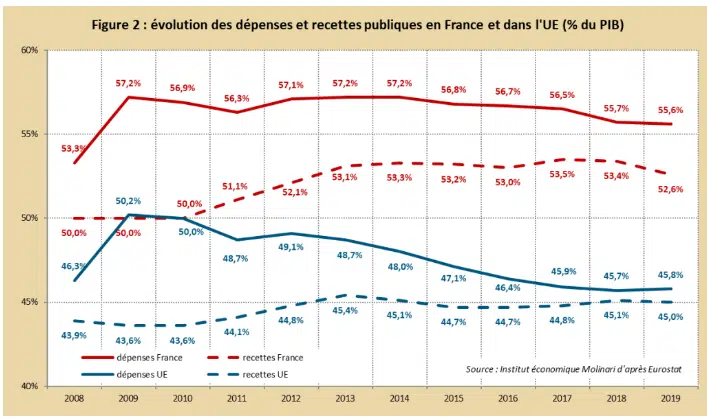 Figure 2 : évolution des dépenses et recettes publiques en France et dans l'UE (% du PIB)
60%
57,2% 56,9% 56,3% 57,1% 57,2% 57,2% 56,8% 56,7% 56,5% 55,7% 55,6%
55%
53,3%
51,1% 52,1% 53,1% 53,3% 53,2% 53,0% 53,5% 53,4% 52,6%
50,2% 50,0%
50%
50,0% 50,0% 50,0%
46,3% 48,7% 49,1% 48,7% 48,0% 47,1% 46,4% 45,9% 45,7% 45,8%
45%
43,9% 43,6% 43,6% 44,1% 44,8% 45,4% 45,1% 44,7% 44,7% 44,8% 45,1% 45,0%
dépenses France recettes France
dépenses UE recettes UE
Source : Institut économique Molinari d'après Eurostat
40%
2008 2009 2010 2011 2012 2013 2014 2015 2016 2017 2018 2019